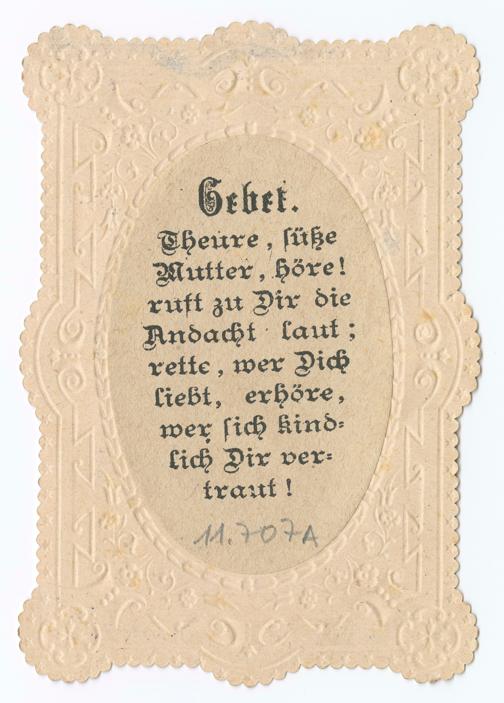 Gebet.
Theure, süße
Mutter, höre!
ruft zu Dir die
Andacht laut;
rette, wer Dich
liebt, erhöre,
wer sich kind-
lich Dir ver-
traut!
11.707A